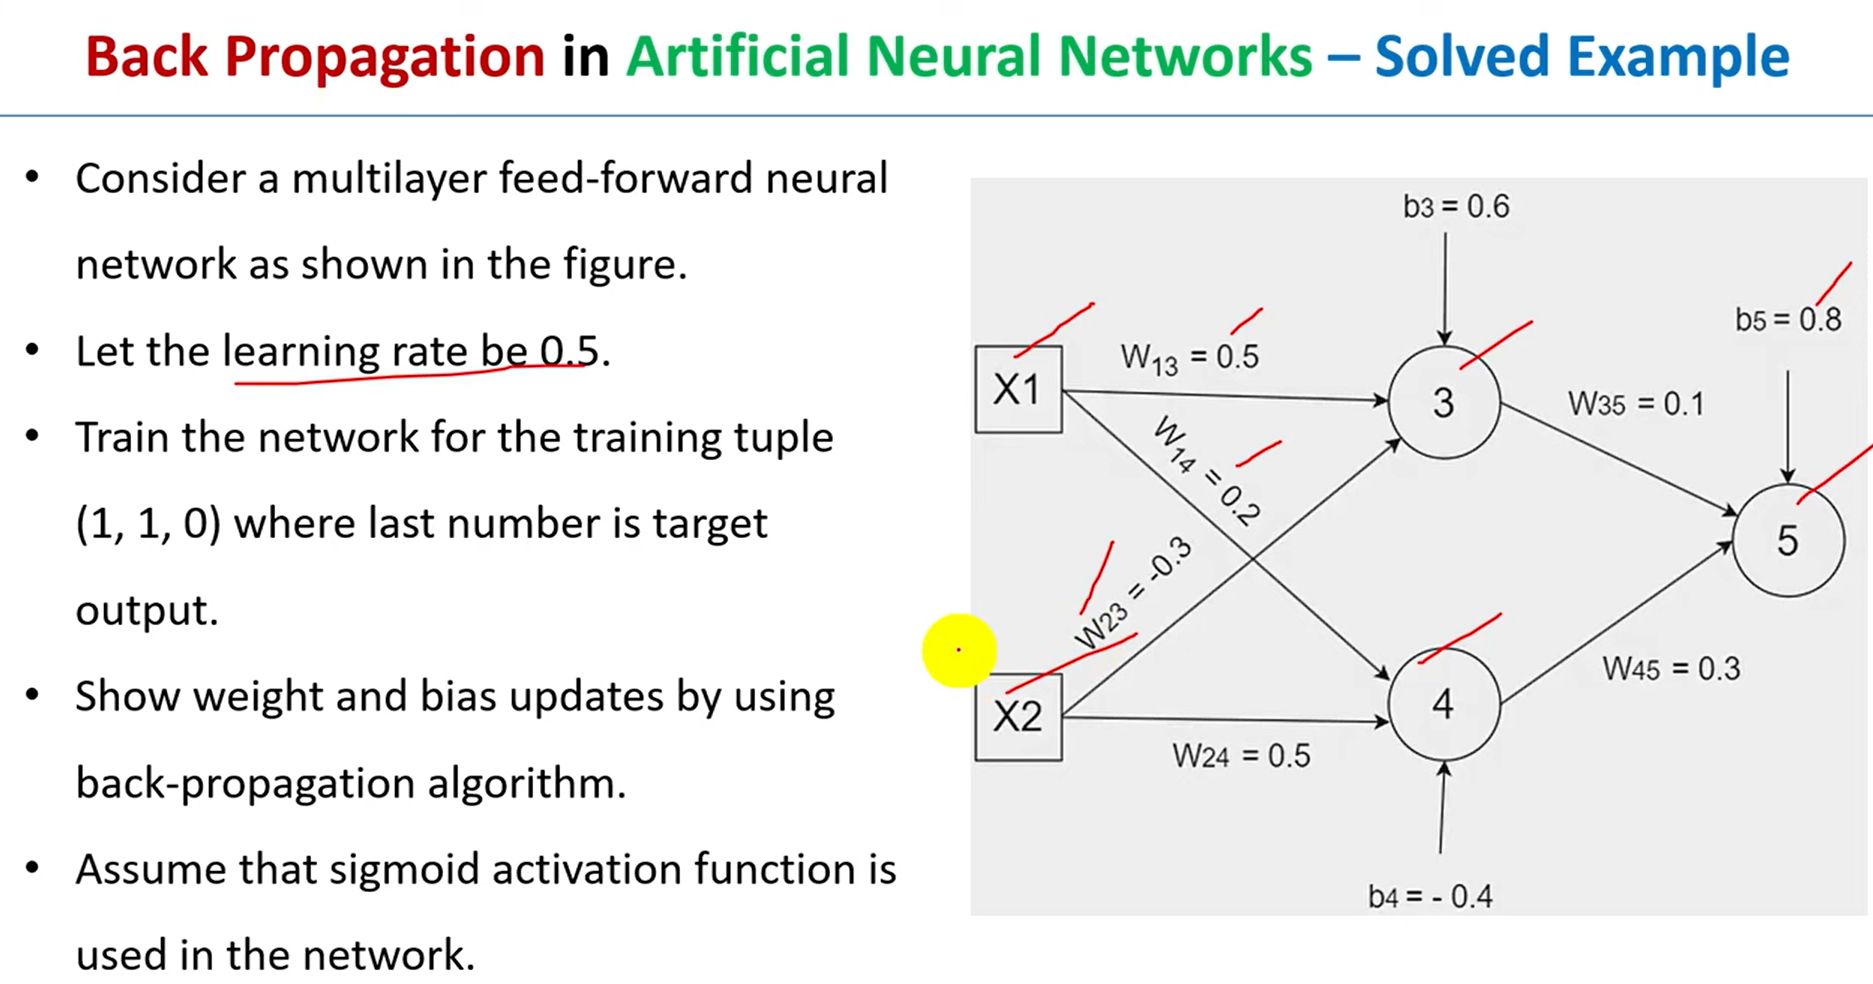 Back Propagation in Artificial Neural Networks – Solved Example
• Consider a multilayer feed-forward neural
network as shown in the figure.
• Let the learning rate be 0.5.
• Train the network for the training tuple
(1, 1, 0) where last number is target
output.
• Show weight and bias updates by using
back-propagation algorithm.
• Assume that sigmoid activation function is
used in the network.
b3 = 0.6
b5 = 0.8
X1
W13 = 0.5
3
W35 = 0.1
W14 = 0.2
5
W23 = -0.3
W45 = 0.3
X2
4
W24 = 0.5
b4 = - 0.4